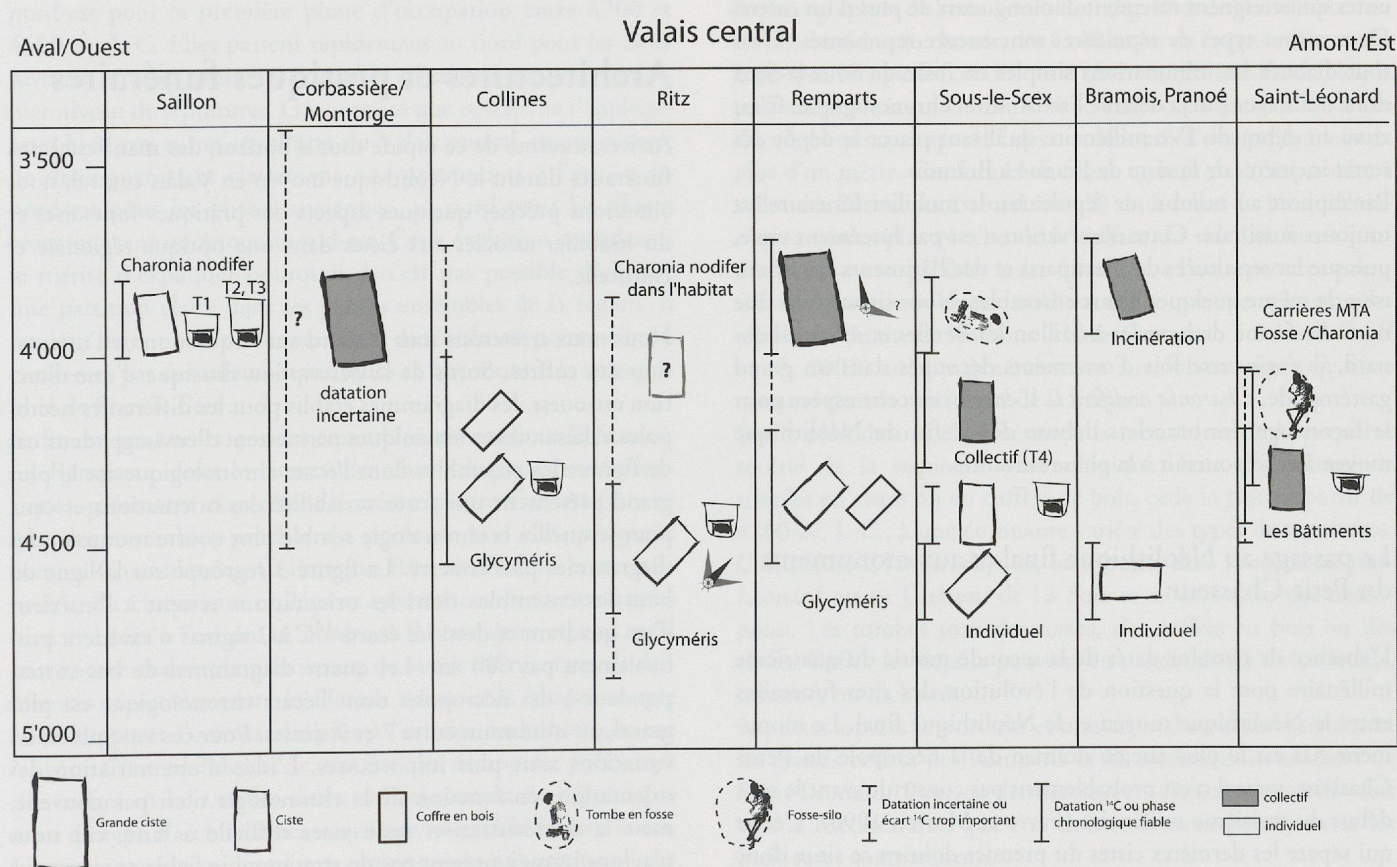 Valais central
Aval/Ouest
Amont/Est
Saillon
Corbassière/
Montorge
Collines
Ritz
Remparts
Sous-le-Scex
Bramois, Pranoé
Saint-Léonard
3'500
4'000
4'500
5'000
Charonia nodifer
T1
T2,T3
?
datation
incertaine
Glycyméris
Charonia nodifer
dans l'habitat
?
Glycyméris
Glycyméris
Collectif (T4)
Individuel
Incinération
Individuel
Carrières MTA
Fosse /Charonia
Les Bâtiments
Grande ciste
Ciste
Coffre en bois
Tombe en fosse
Fosse-silo
Datation incertaine ou
écart ¹⁴C trop important
Datation ¹⁴C ou phase
chronologique fiable
collectif
individuel